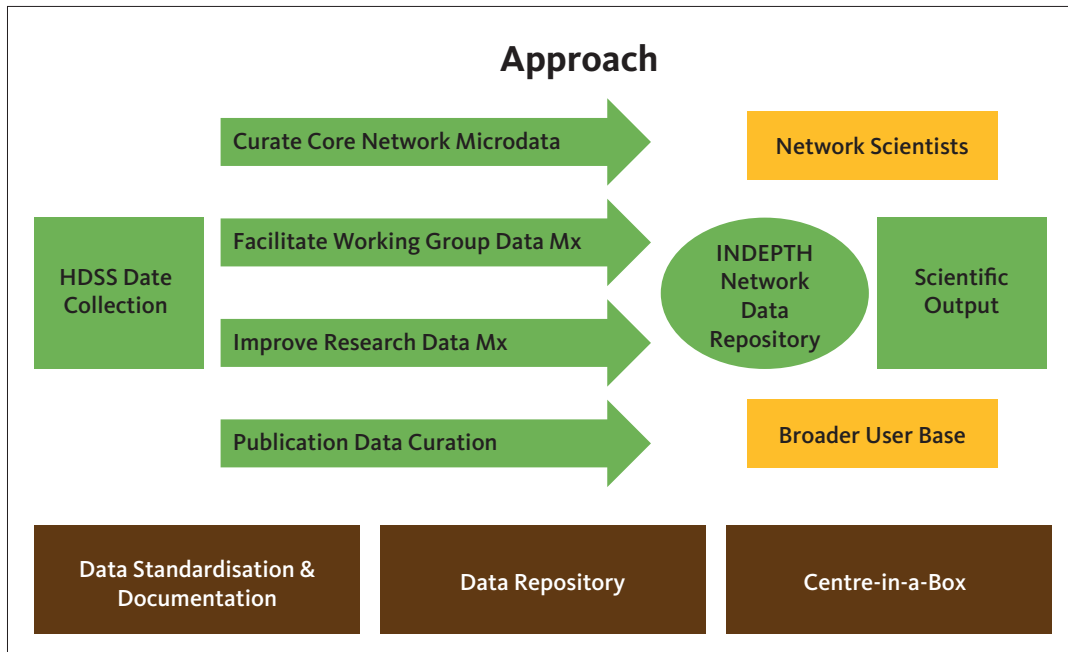 Approach
Curate Core Network Microdata
Network Scientists
Facilitate Working Group Data Mx
HDSS Date
Collection
INDEPTH
Network
Data
Repository
Scientific
Output
Improve Research Data Mx
Publication Data Curation
Broader User Base
Data Standardisation &
Documentation
Data Repository
Centre-in-a-Box